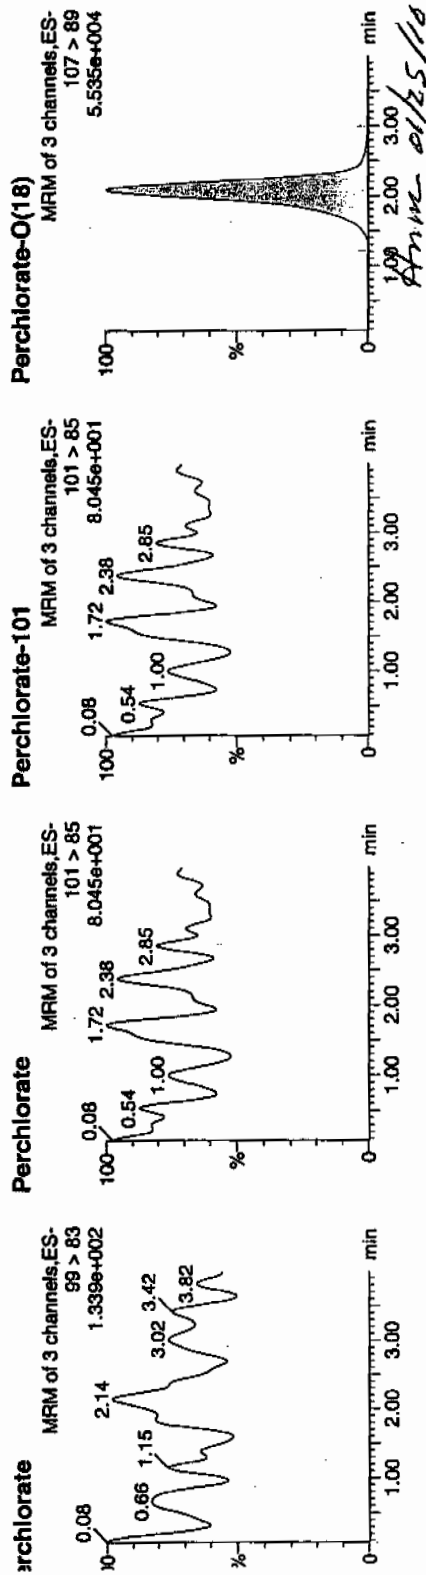 erchlorate
MRM of 3 channels,ES-
99 > 83
1.339e+002
0.08
0.66
1.15
2.14
3.02
3.42
3.82
%
0
1.00
2.00
3.00
min
Perchlorate
MRM of 3 channels,ES-
101 > 85
8.045e+001
100
0.08
0.54
1.00
1.72
2.38
2.85
%
0
1.00
2.00
3.00
min
Perchlorate-101
MRM of 3 channels,ES-
101 > 85
8.045e+001
100
0.08
0.54
1.00
1.72
2.38
2.85
%
0
1.00
2.00
3.00
min
Perchlorate-O(18)
MRM of 3 channels,ES-
107 > 89
5.535e+004
100
%
0
1.00
2.00
3.00
min
01/25/10